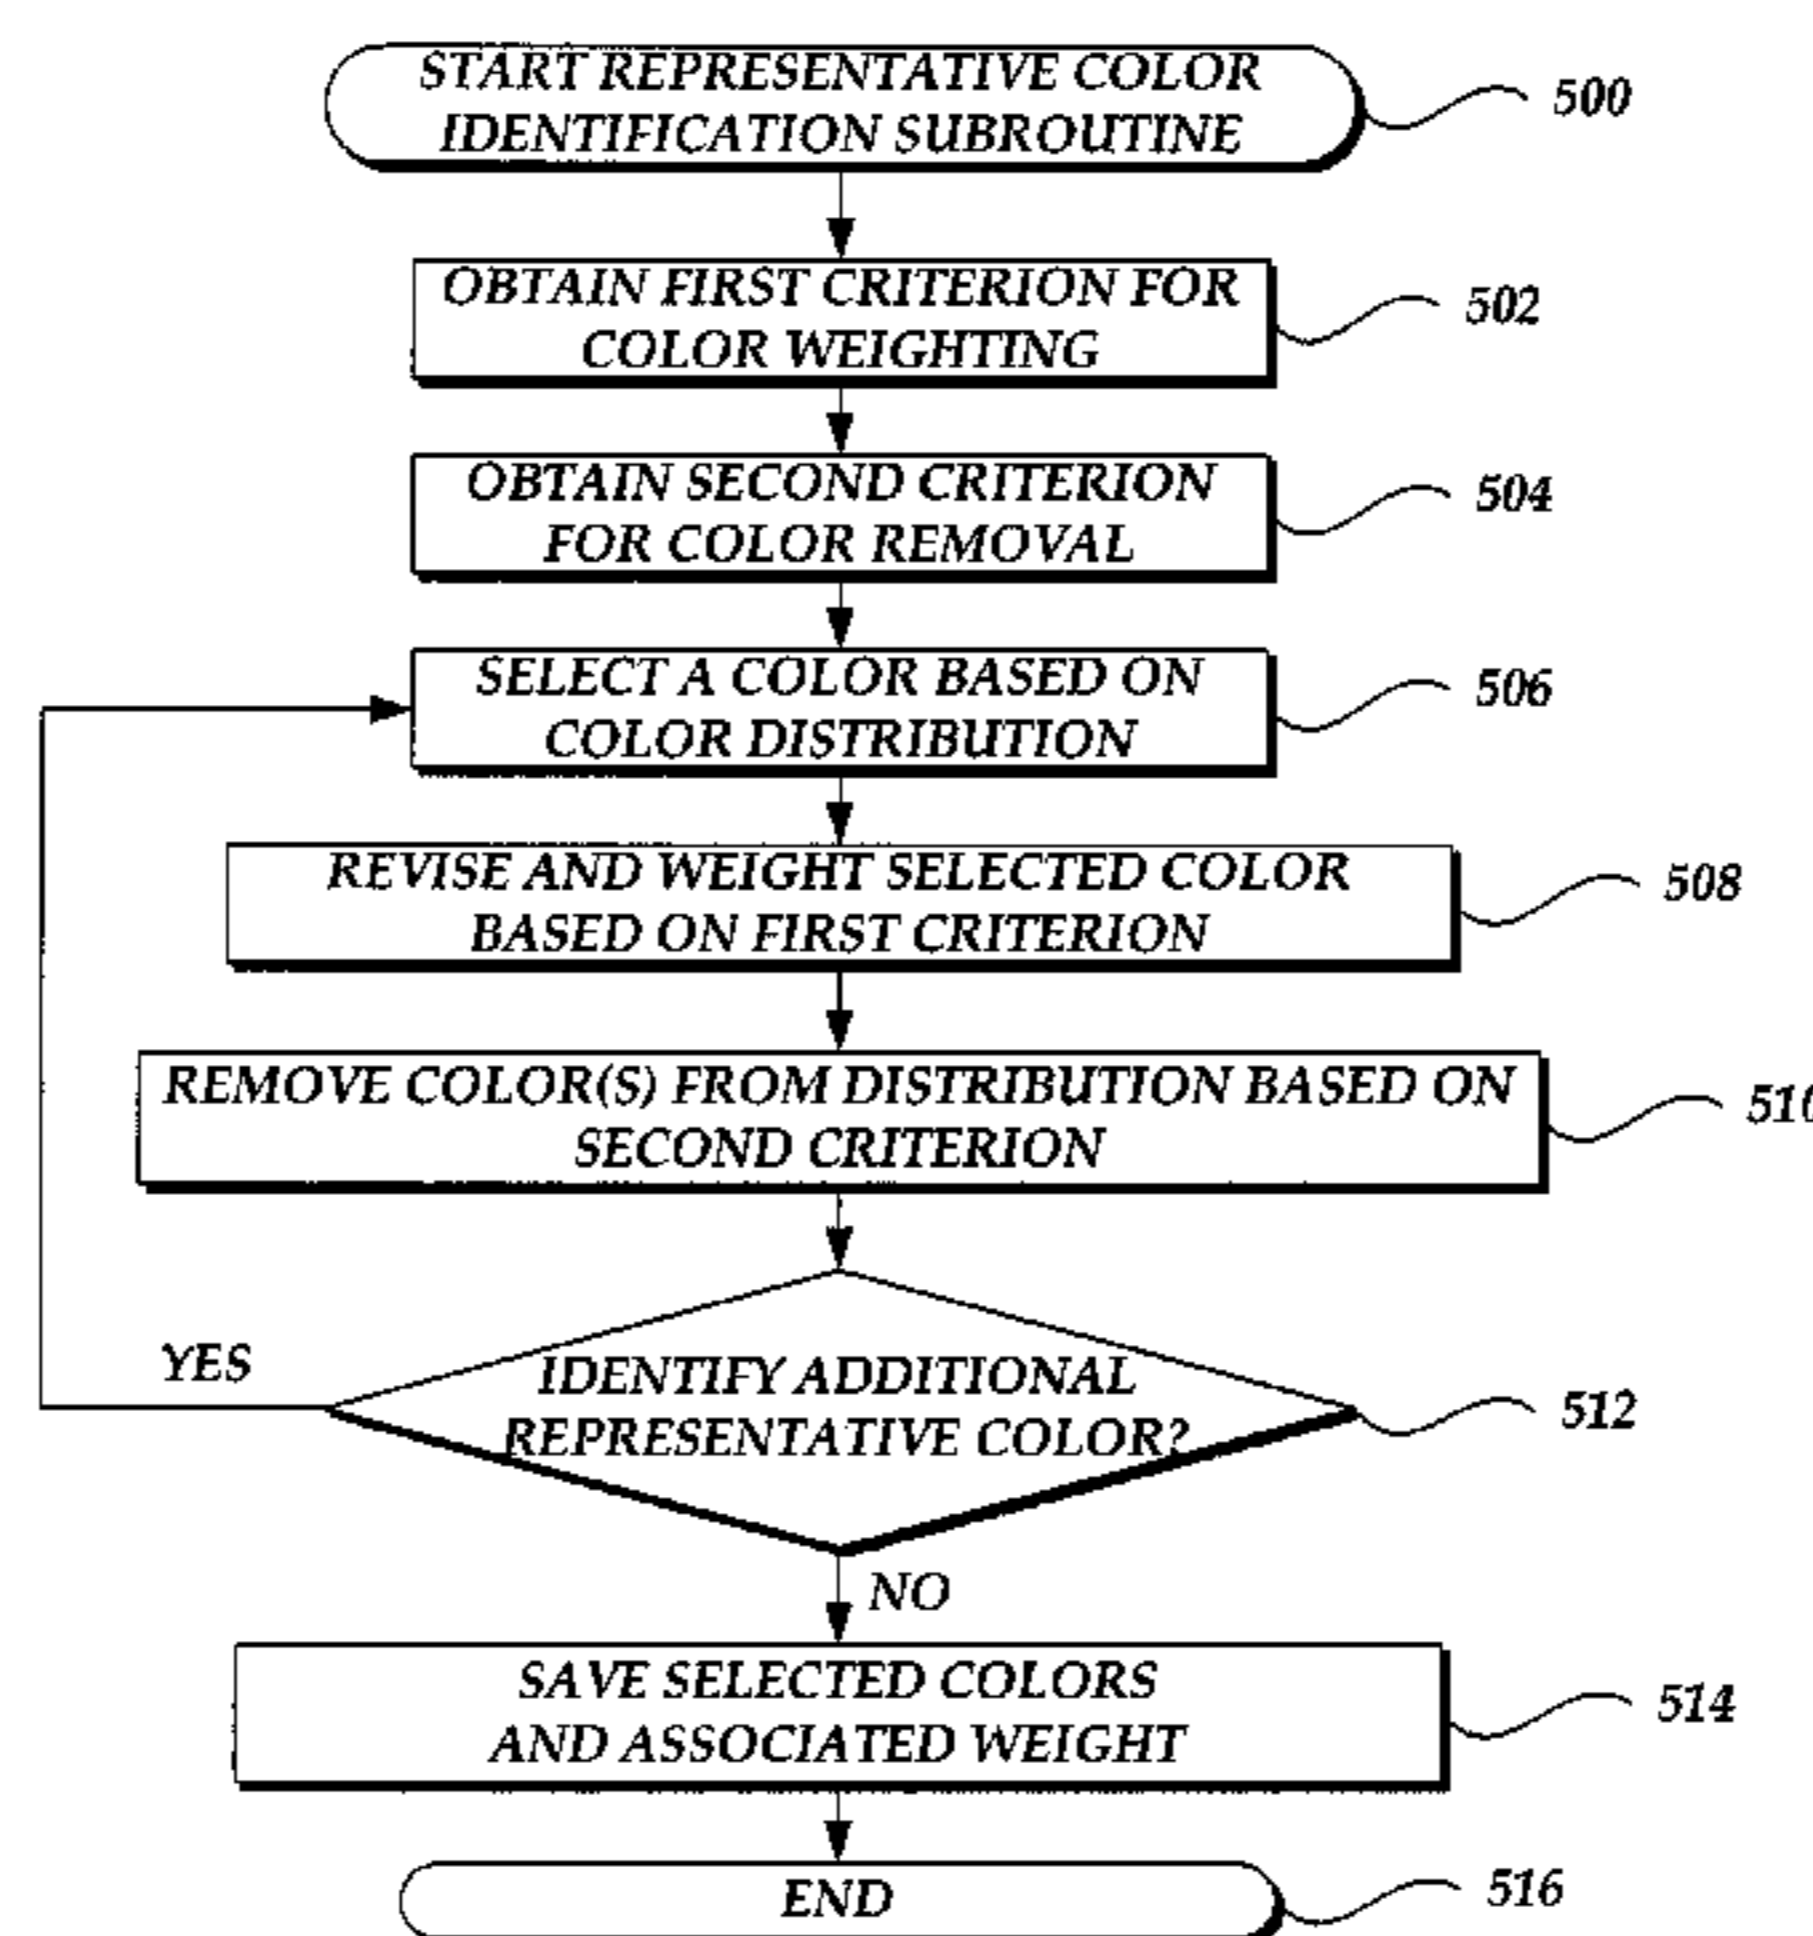 START REPRESENTATIVE COLOR
IDENTIFICATION SUBROUTINE
500
OBTAIN FIRST CRITERION FOR
COLOR WEIGHTING
502
OBTAIN SECOND CRITERION
FOR COLOR REMOVAL
504
SELECT A COLOR BASED ON
COLOR DISTRIBUTION
506
REVISE AND WEIGHT SELECTED COLOR
BASED ON FIRST CRITERION
508
REMOVE COLOR(S) FROM DISTRIBUTION BASED ON
SECOND CRITERION
510
YES
IDENTIFY ADDITIONAL
REPRESENTATIVE COLOR?
512
NO
SAVE SELECTED COLORS
AND ASSOCIATED WEIGHT
514
END
516